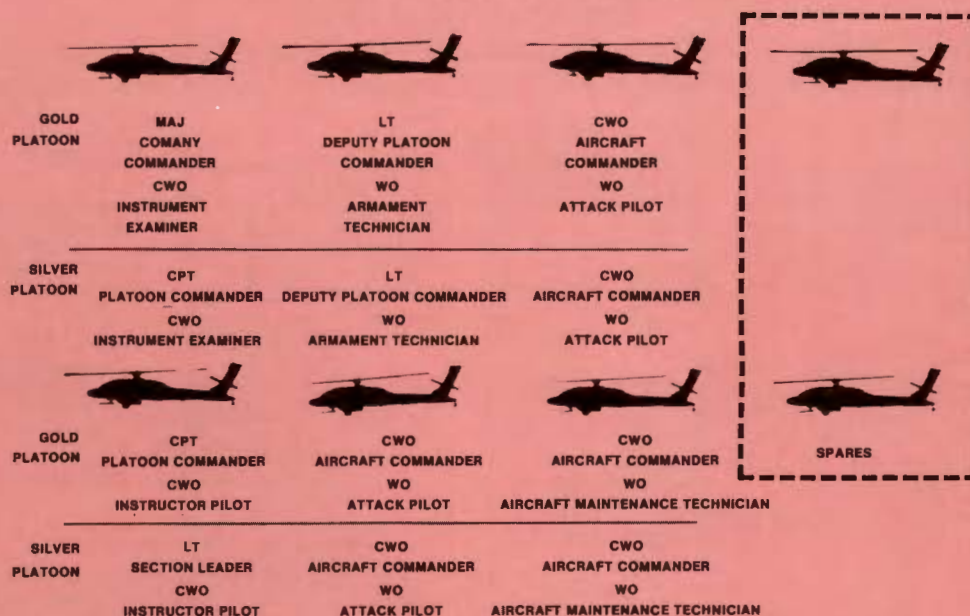 GOLD MAJ LT CWO
PLATOON COMANY DEPUTY PLATOON AIRCRAFT
COMMANDER COMMANDER COMMANDER
CWO WO WO
INSTRUMENT ARMAMENT ATTACK PILOT
EXAMINER TECHNICIAN
SILVER CPT LT CWO
PLATOON PLATOON COMMANDER DEPUTY PLATOON COMMANDER AIRCRAFT COMMANDER
CWO WO WO
INSTRUMENT EXAMINER ARMAMENT TECHNICIAN ATTACK PILOT
GOLD CPT CWO CWO
PLATOON PLATOON COMMANDER AIRCRAFT COMMANDER AIRCRAFT COMMANDER SPARES
CWO WO WO
INSTRUCTOR PILOT ATTACK PILOT AIRCRAFT MAINTENANCE TECHNICIAN
SILVER LT CWO CWO
PLATOON SECTION LEADER AIRCRAFT COMMANDER AIRCRAFT COMMANDER
CWO WO WO
INSTRUCTOR PILOT ATTACK PILOT AIRCRAFT MAINTENANCE TECHNICIAN